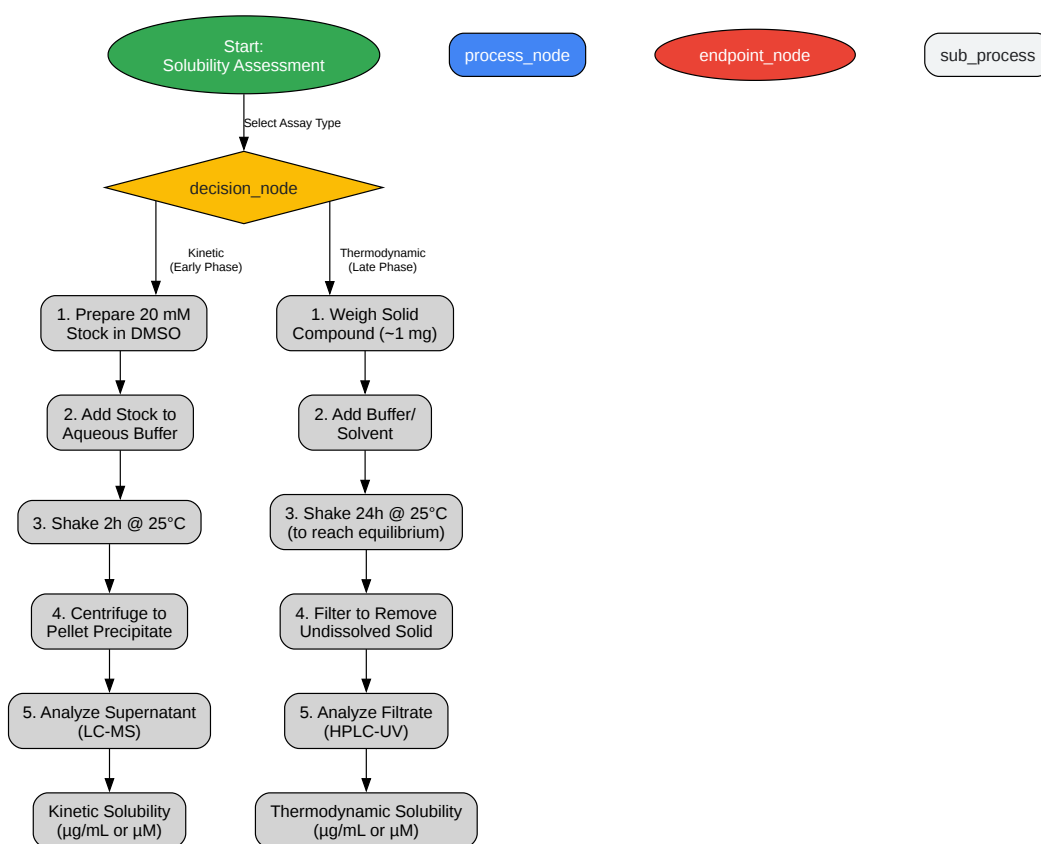 Start:
Solubility Assessment
process_node
endpoint_node
sub_process
Select Assay Type
decision_node
Kinetic
(Early Phase)
Thermodynamic
(Late Phase)
1. Prepare 20 mM
Stock in DMSO
1. Weigh Solid
Compound (~1 mg)
2. Add Stock to
Aqueous Buffer
2. Add Buffer/
Solvent
3. Shake 2h @ 25°C
3. Shake 24h @ 25°C
(to reach equilibrium)
4. Centrifuge to
Pellet Precipitate
4. Filter to Remove
Undissolved Solid
5. Analyze Supernatant
(LC-MS)
5. Analyze Filtrate
(HPLC-UV)
Kinetic Solubility
(µg/mL or µM)
Thermodynamic Solubility
(µg/mL or µM)